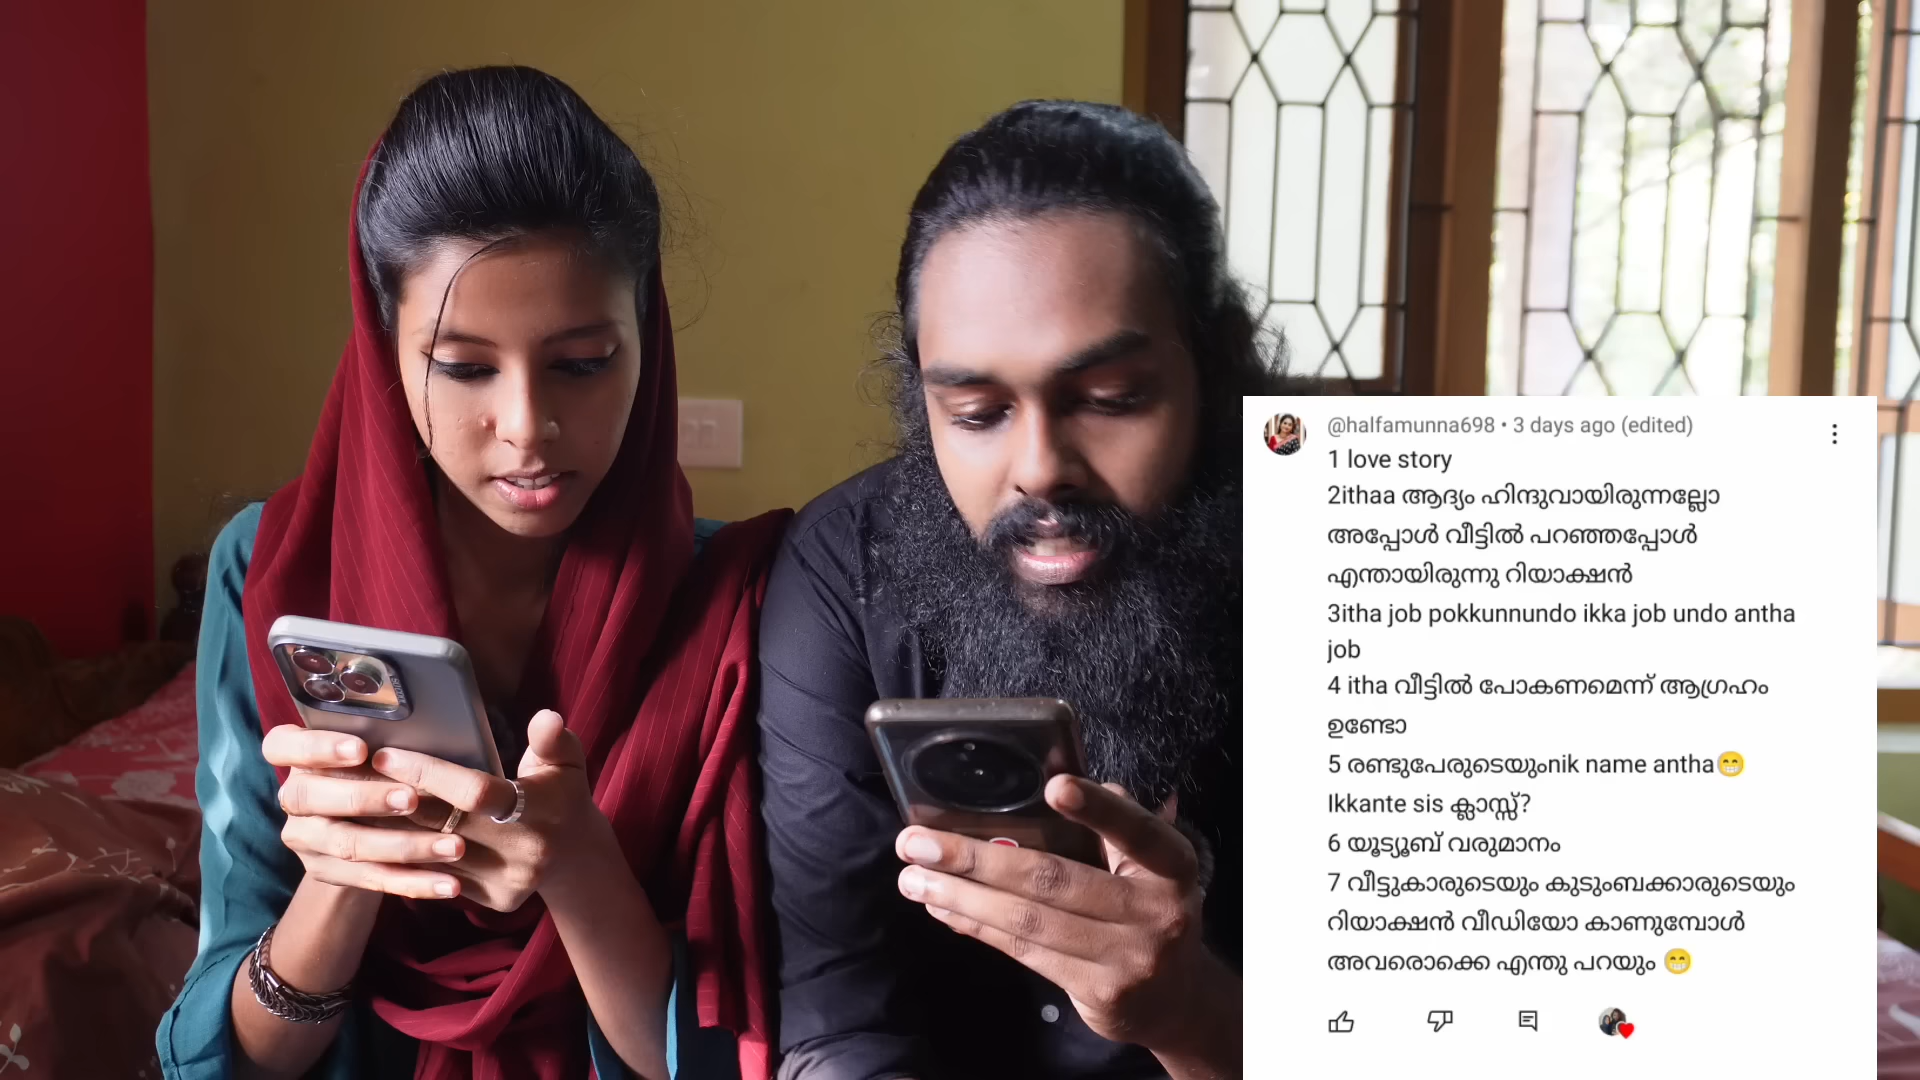 @halfamunna698 • 3 days ago (edited)
1 love story
2ithaa ആദ്യം ഹിന്ദുവായിരുന്നല്ലോ
അപ്പോൾ വീട്ടിൽ പറഞ്ഞപ്പോൾ
എന്തായിരുന്നു റിയാക്ഷൻ
3itha job pokkunnundo ikka job undo antha
job
4 itha വീട്ടിൽ പോകണമെന്ന് ആഗ്രഹം
ഉണ്ടോ
5 രണ്ടുപേരുടെയുംnik name antha😁
Ikkante sis ക്ലാസ്സ്?
6 യൂട്യൂബ് വരുമാനം
7 വീട്ടുകാരുടെയും കുടുംബക്കാരുടെയും
റിയാക്ഷൻ വീഡിയോ കാണുമ്പോൾ
അവരൊക്കെ എന്തു പറയും 😁